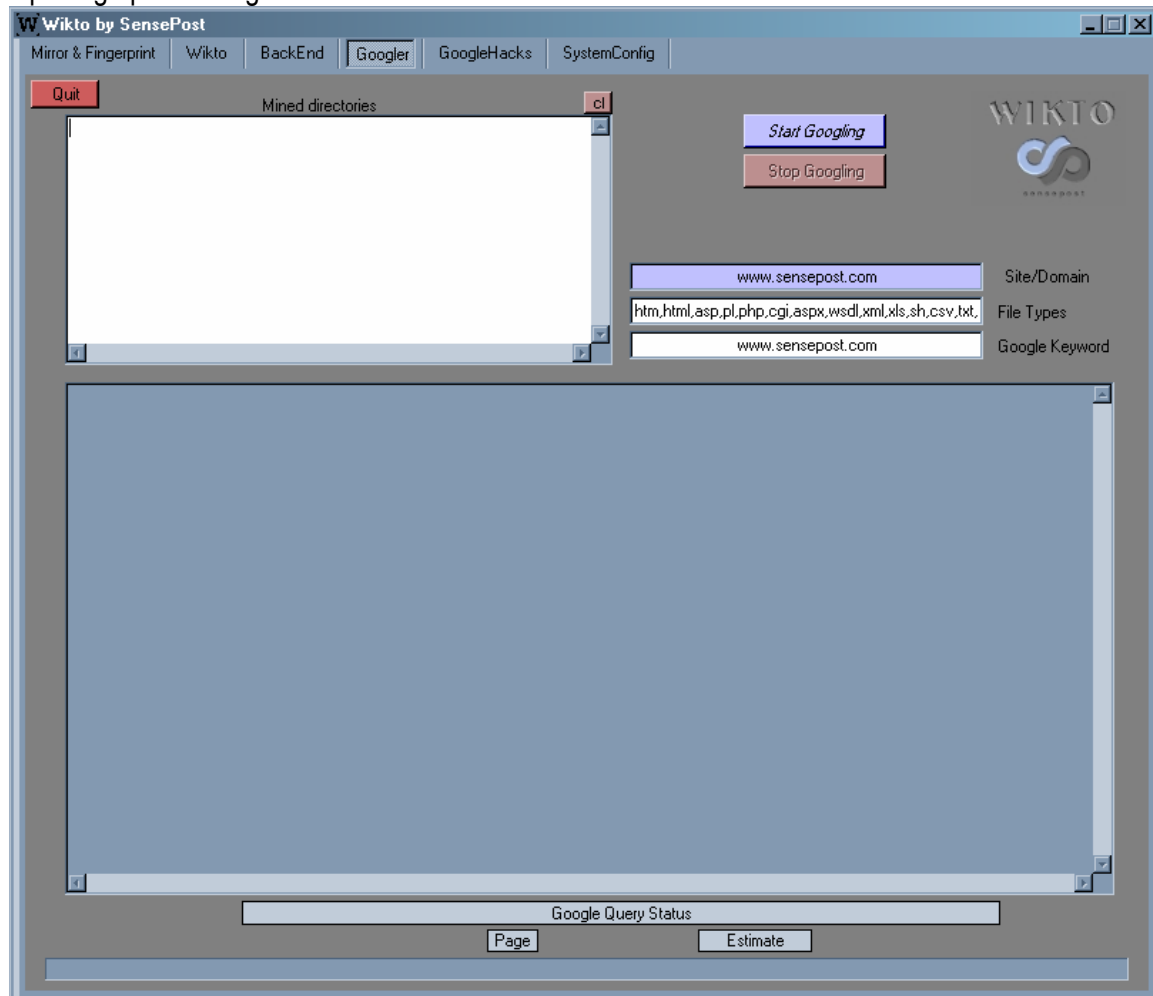 W Wikto by SensePost
Mirror & Fingerprint Wikto BackEnd Googler GoogleHacks SystemConfig
Quit
Mined directories
cl
Start Googling
Stop Googling
WIKTO
sensepost
www.sensepost.com Site/Domain
htm,html,asp,pl,php,cgi,aspx,wsdl,xml,xls,sh,csv,txt, File Types
www.sensepost.com Google Keyword
Google Query Status
Page Estimate